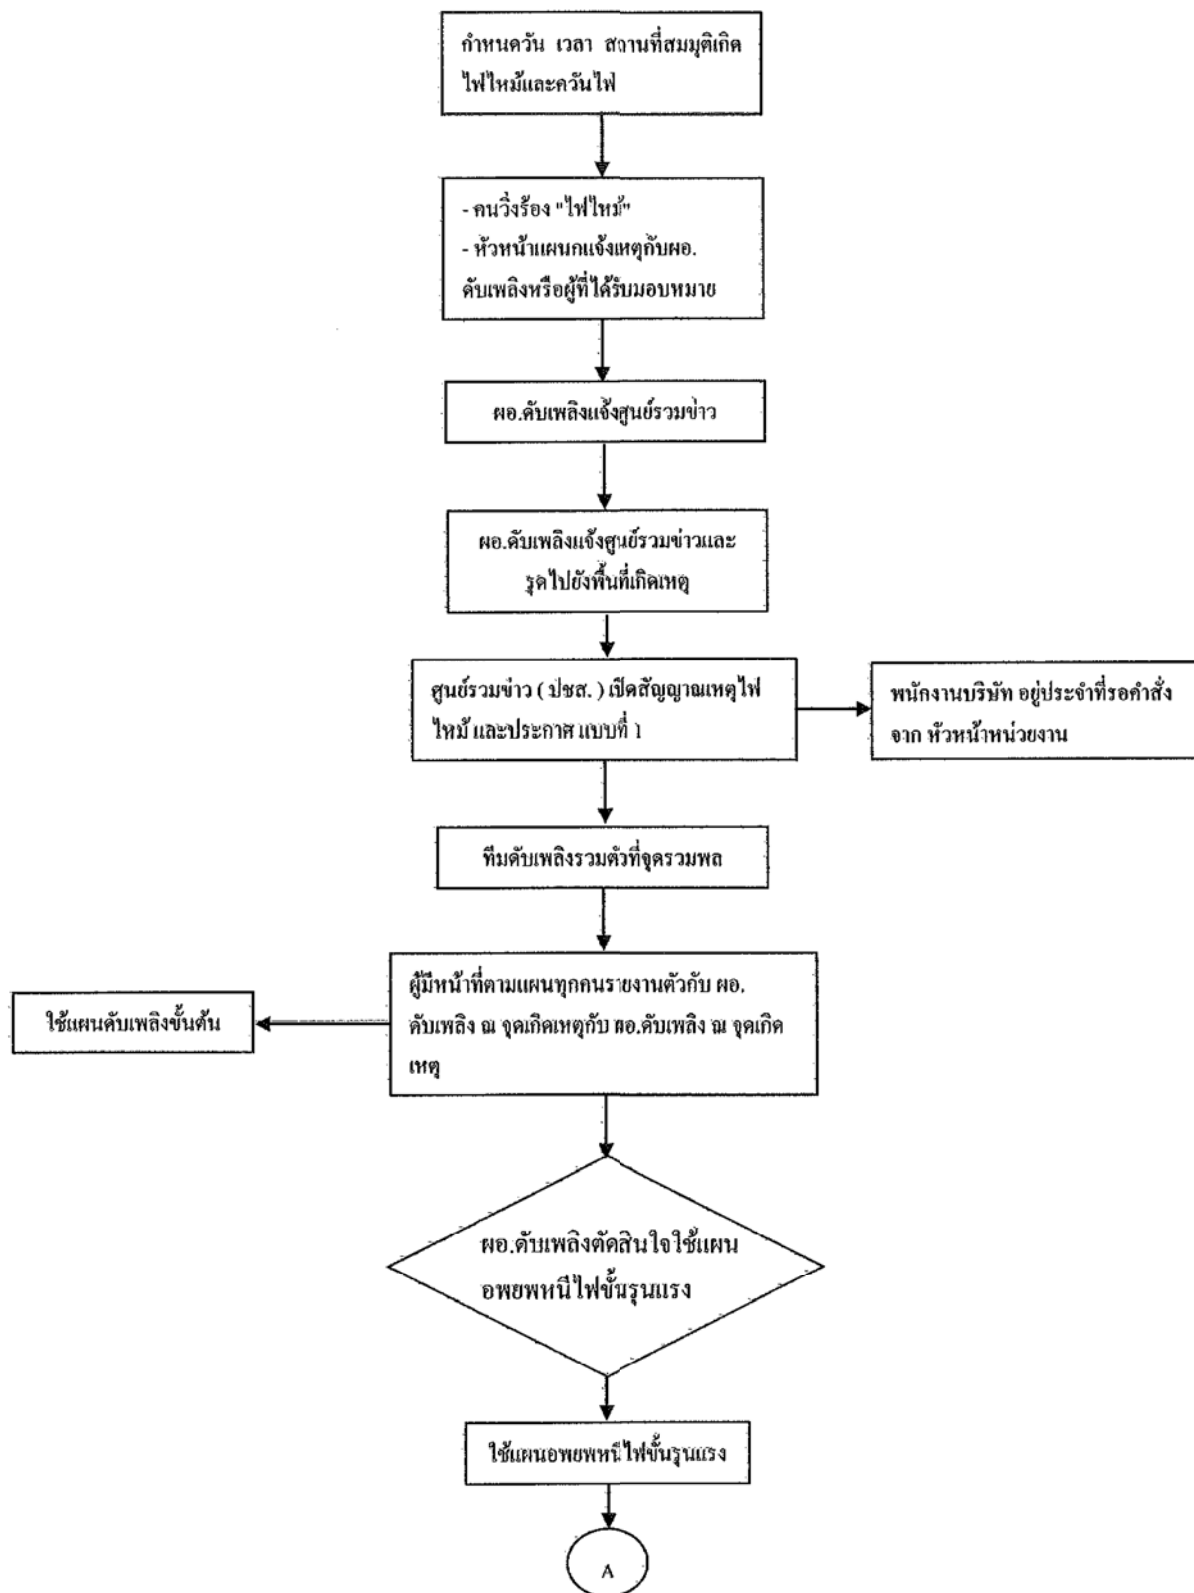 กำหนดวัน เวลา สถานที่สมมุติเกิด
ไฟไหม้และควันไฟ
- คนวิ่งร้อง "ไฟไหม้"
- หัวหน้าแผนกแจ้งเหตุกับผอ.
ดับเพลิงหรือผู้ที่ได้รับมอบหมาย
ผอ.ดับเพลิงแจ้งศูนย์รวมข่าว
ผอ.ดับเพลิงแจ้งศูนย์รวมข่าวและ
รุดไปยังพื้นที่เกิดเหตุ
ศูนย์รวมข่าว ( ปชส. ) เปิดสัญญาณเหตุไฟ
ไหม้ และประกาศ แบบที่ 1
พนักงานบริษัท อยู่ประจำที่รอคำสั่ง
จาก หัวหน้าหน่วยงาน
ทีมดับเพลิงรวมตัวที่จุดรวมพล
ผู้มีหน้าที่ตามแผนทุกคนรายงานตัวกับ ผอ.
ดับเพลิง ณ จุดเกิดเหตุกับ ผอ.ดับเพลิง ณ จุดเกิด
เหตุ
ใช้แผนดับเพลิงขั้นต้น
ผอ.ดับเพลิงตัดสินใจใช้แผน
อพยพหนีไฟขั้นรุนแรง
ใช้แผนอพยพหนีไฟขั้นรุนแรง
A